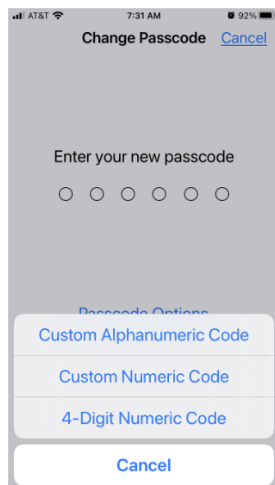 AT&T 7:31 AM 92%
Change Passcode Cancel
Enter your new passcode
Passcode Options
Custom Alphanumeric Code
Custom Numeric Code
4-Digit Numeric Code
Cancel